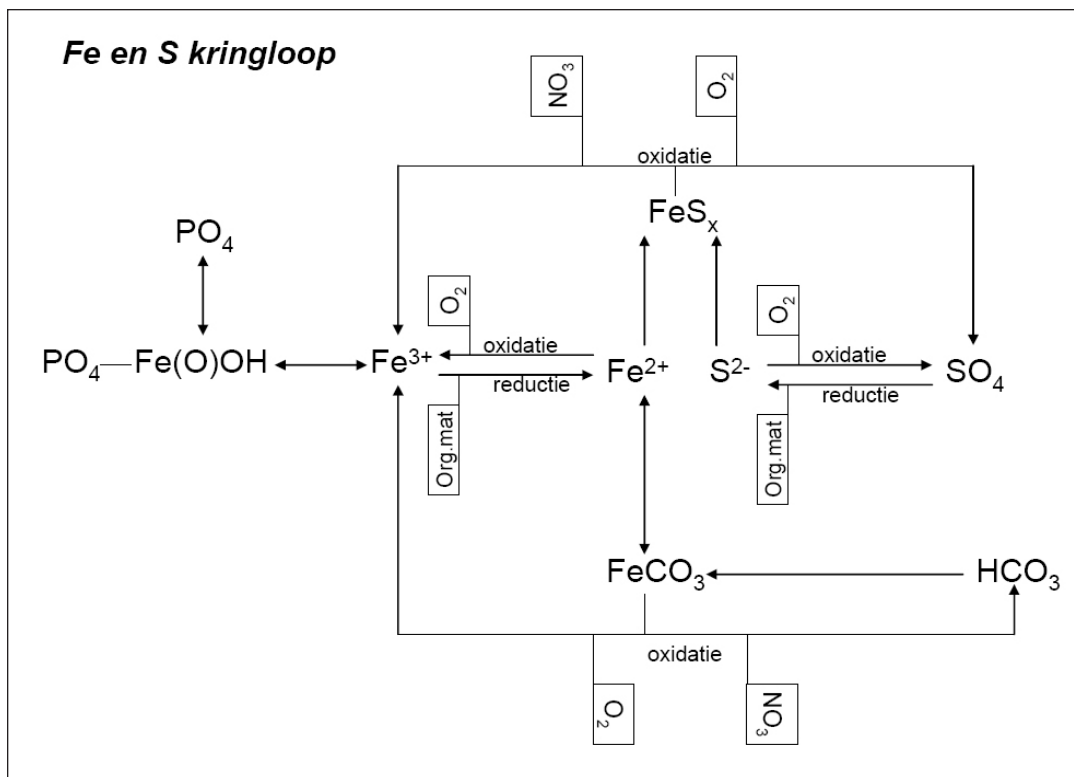 Fe en S kringloop
NO3
O2
oxidatie
FeSx
PO4
O2
O2
PO4—Fe(O)OH
Fe3+
oxidatie
reductie
Fe2+
S2-
oxidatie
reductie
SO4
Org.mat
Org.mat
FeCO3
HCO3
oxidatie
O2
NO3